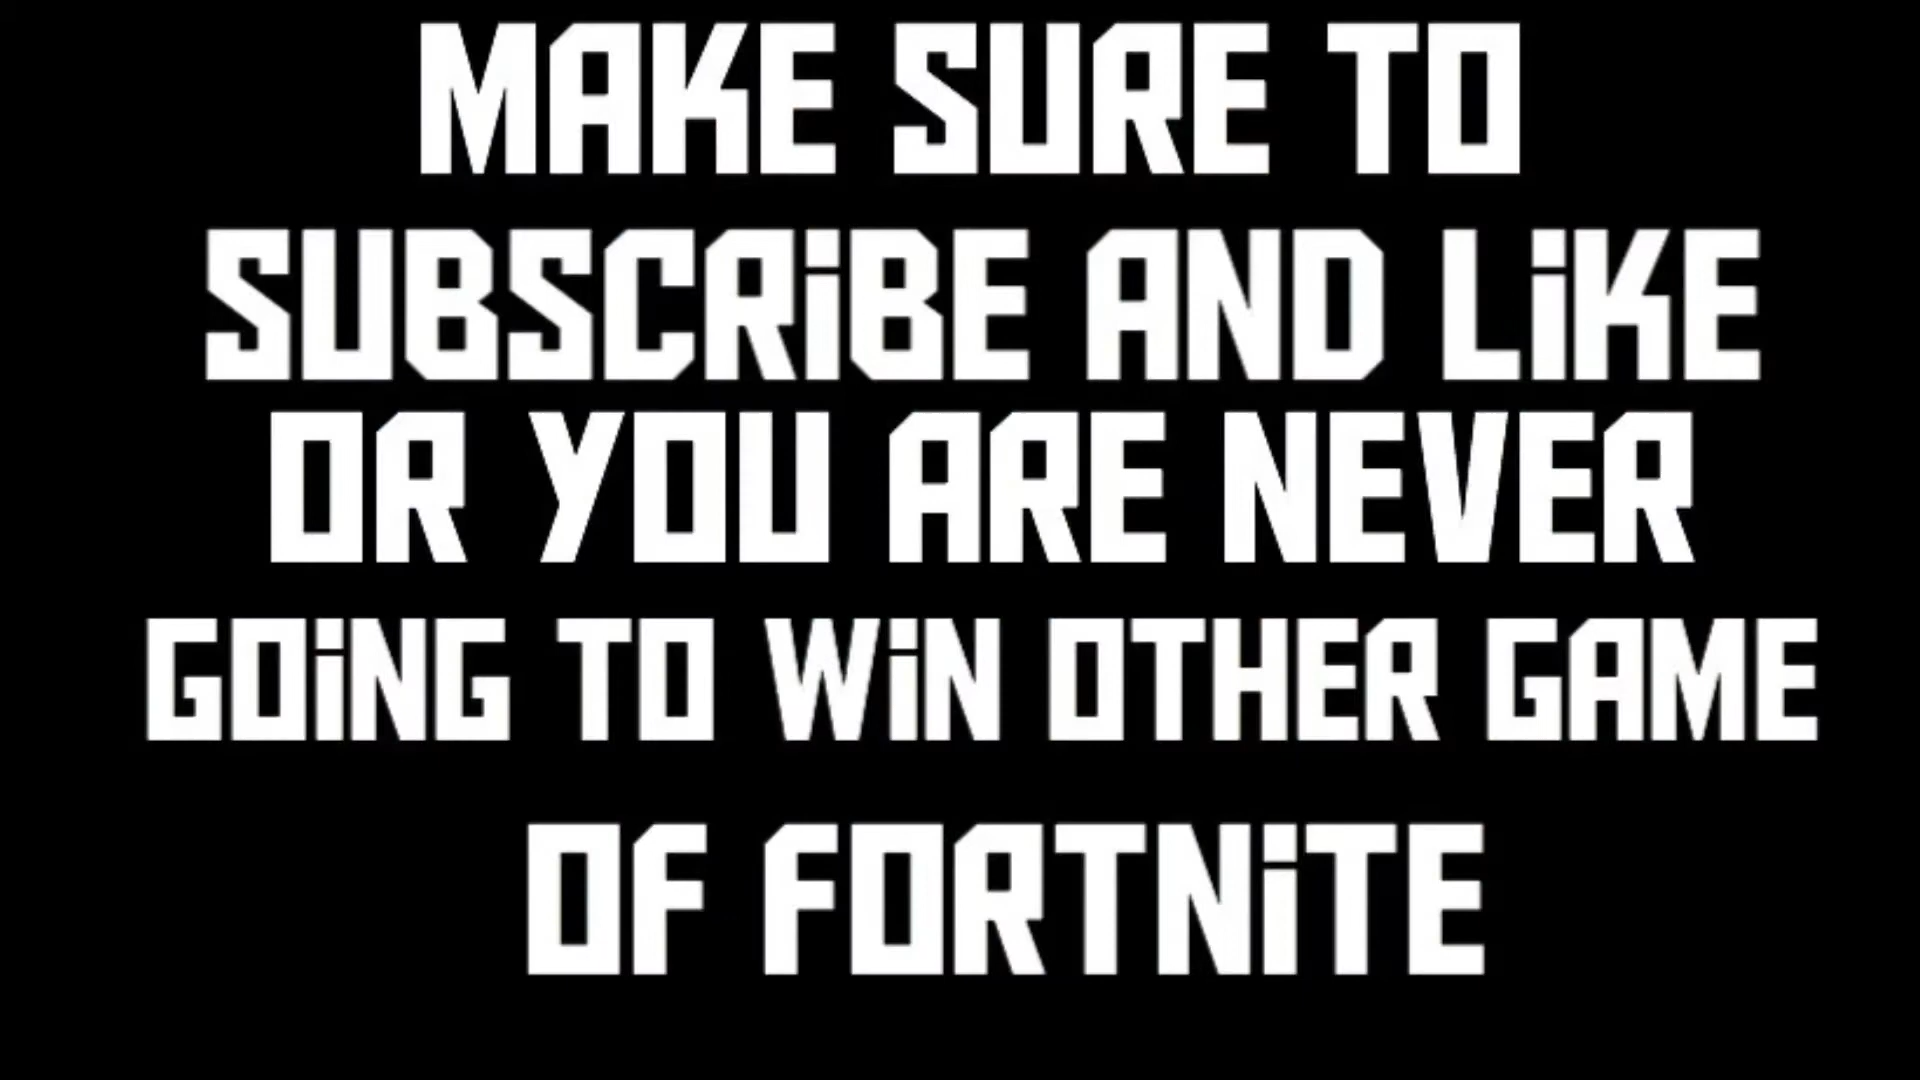 MAKE SURE TO
SUBSCRiBE AND LiKE
OR YOU ARE NEVER
GOiNG TO WiN OTHER GAME
OF FORTNiTE